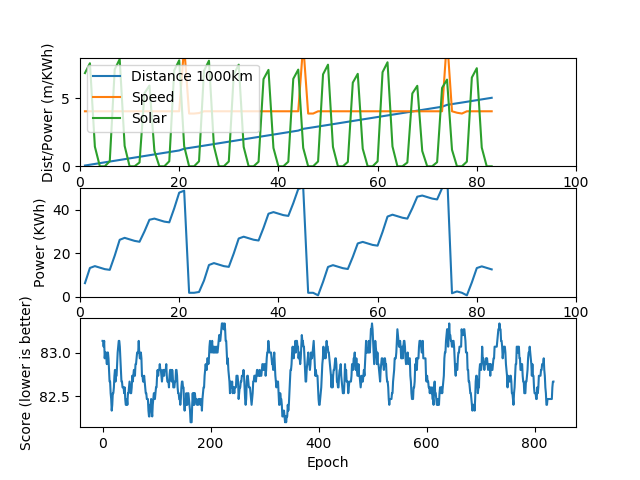 Dist/Power (m/KWh)
5
0
Distance 1000km
Speed
Solar
0 20 40 60 80 100
Power (KWh)
40
20
0
0 20 40 60 80 100
Score (lower is better)
83.0
82.5
0 200 400 600 800
Epoch